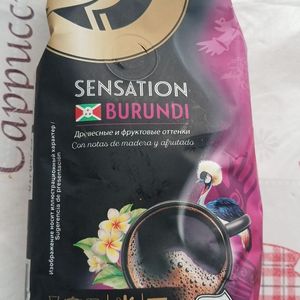 Cappucc
SENSATION
BURUNDI
Древесные и фруктовые оттенки
Con notas de madera y afrutado
Изображение носит иллюстрационный характер /
Sugerencia de presentación